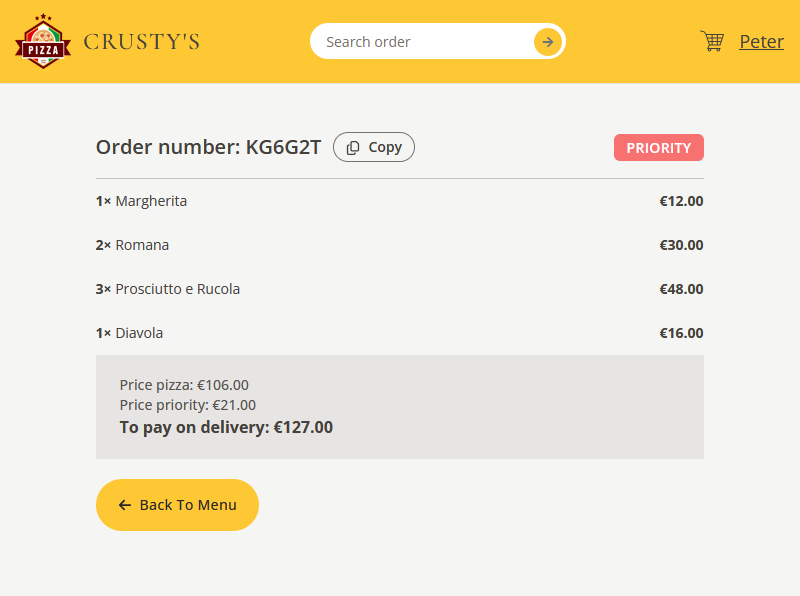 PIZZA
CRUSTY'S
Search order
Peter
Order number: KG6G2T
Copy
PRIORITY
1× Margherita €12.00
2× Romana €30.00
3× Prosciutto e Rucola €48.00
1× Diavola €16.00
Price pizza: €106.00
Price priority: €21.00
To pay on delivery: €127.00
Back To Menu